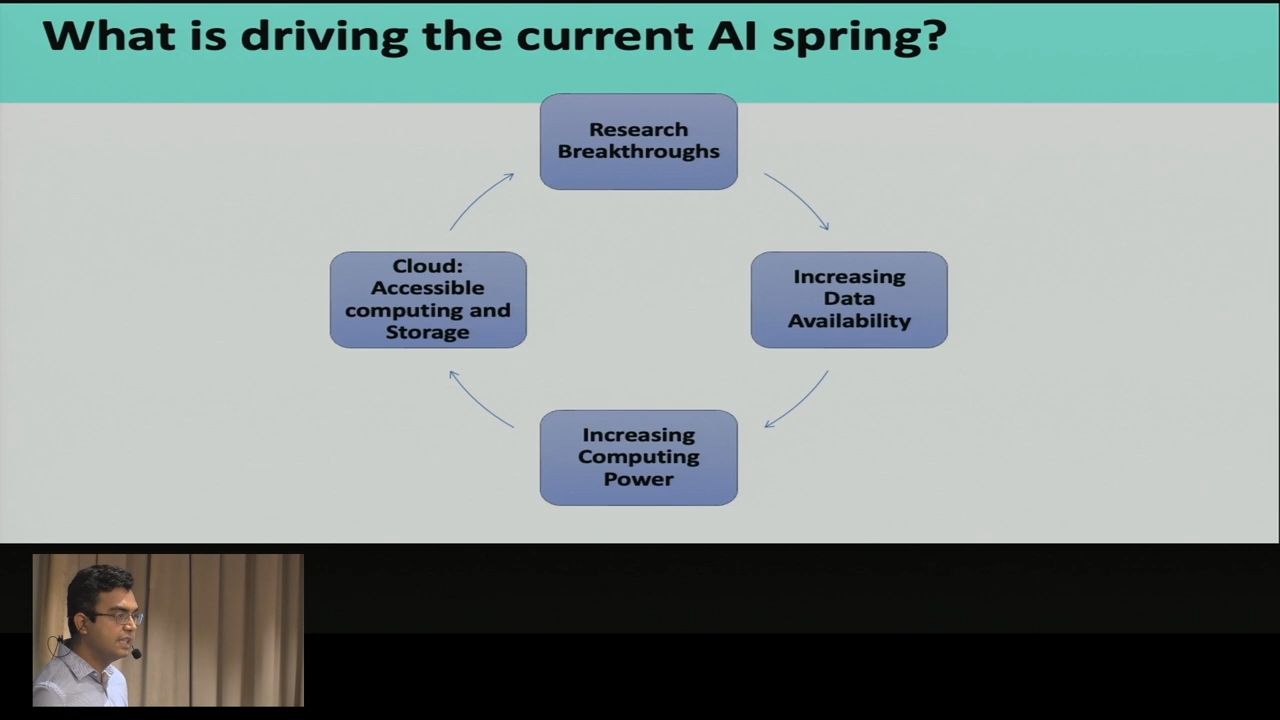 What is driving the current AI spring?
Research
Breakthroughs
Cloud:
Accessible
computing and
Storage
Increasing
Data
Availability
Increasing
Computing
Power